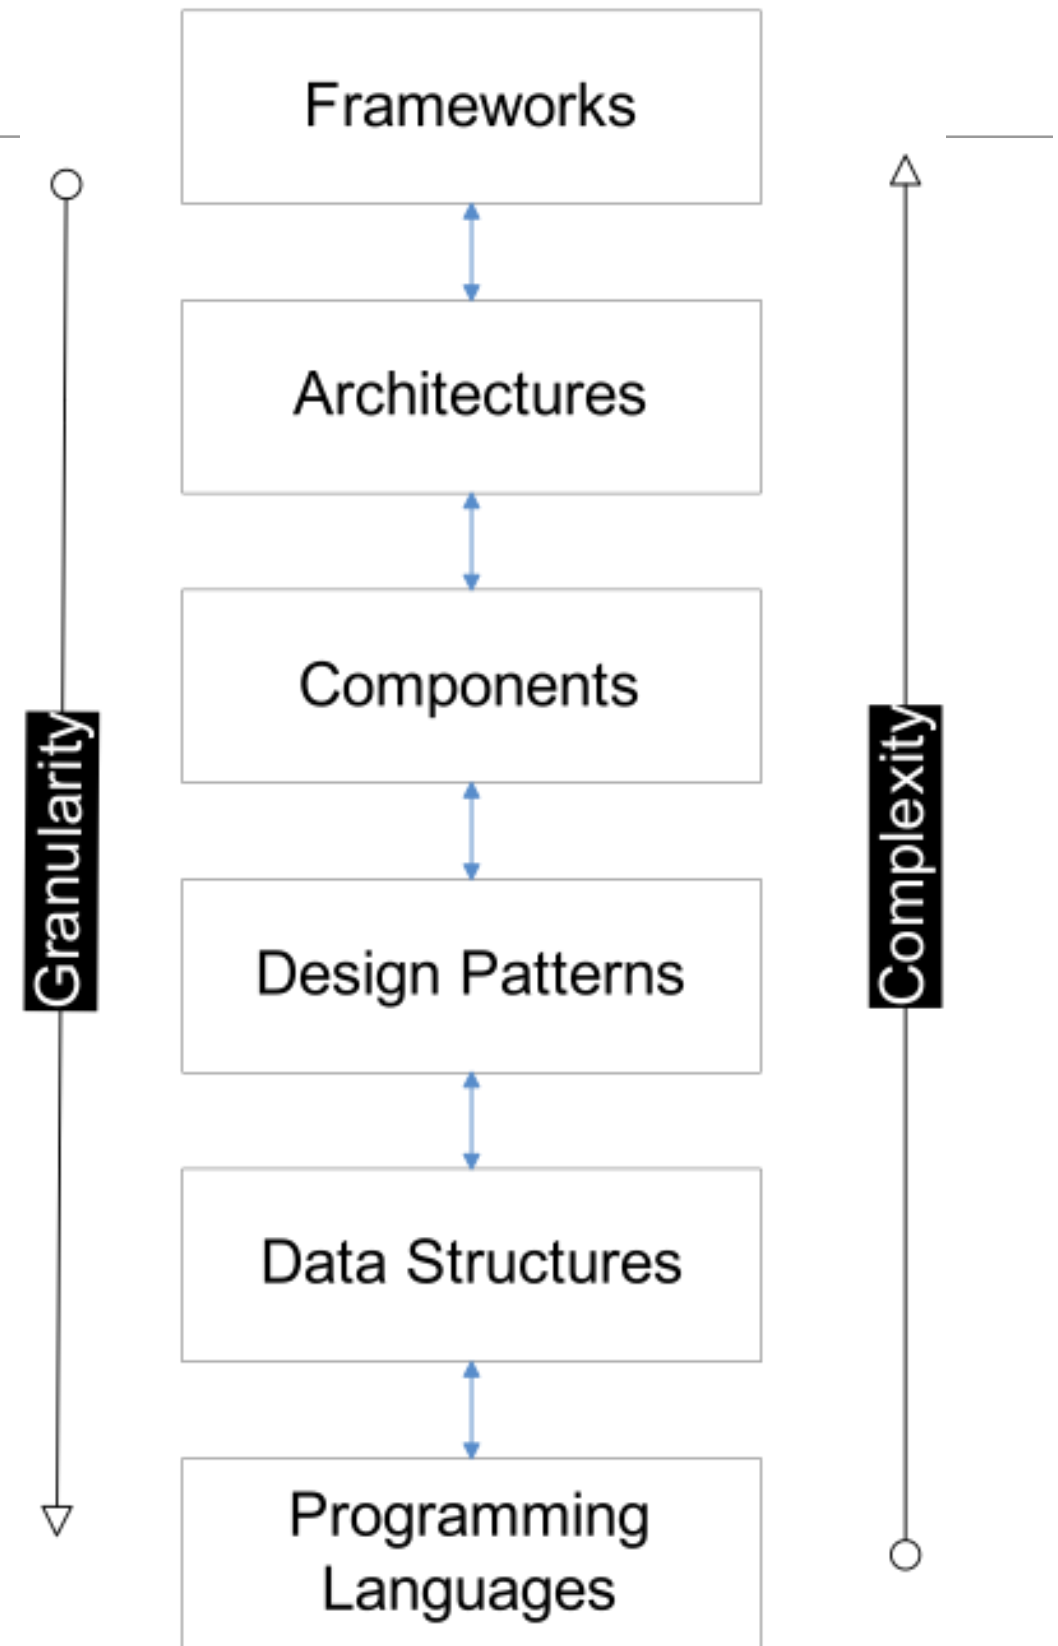 Frameworks
Architectures
Components
Granularity
Complexity
Design Patterns
Data Structures
Programming
Languages